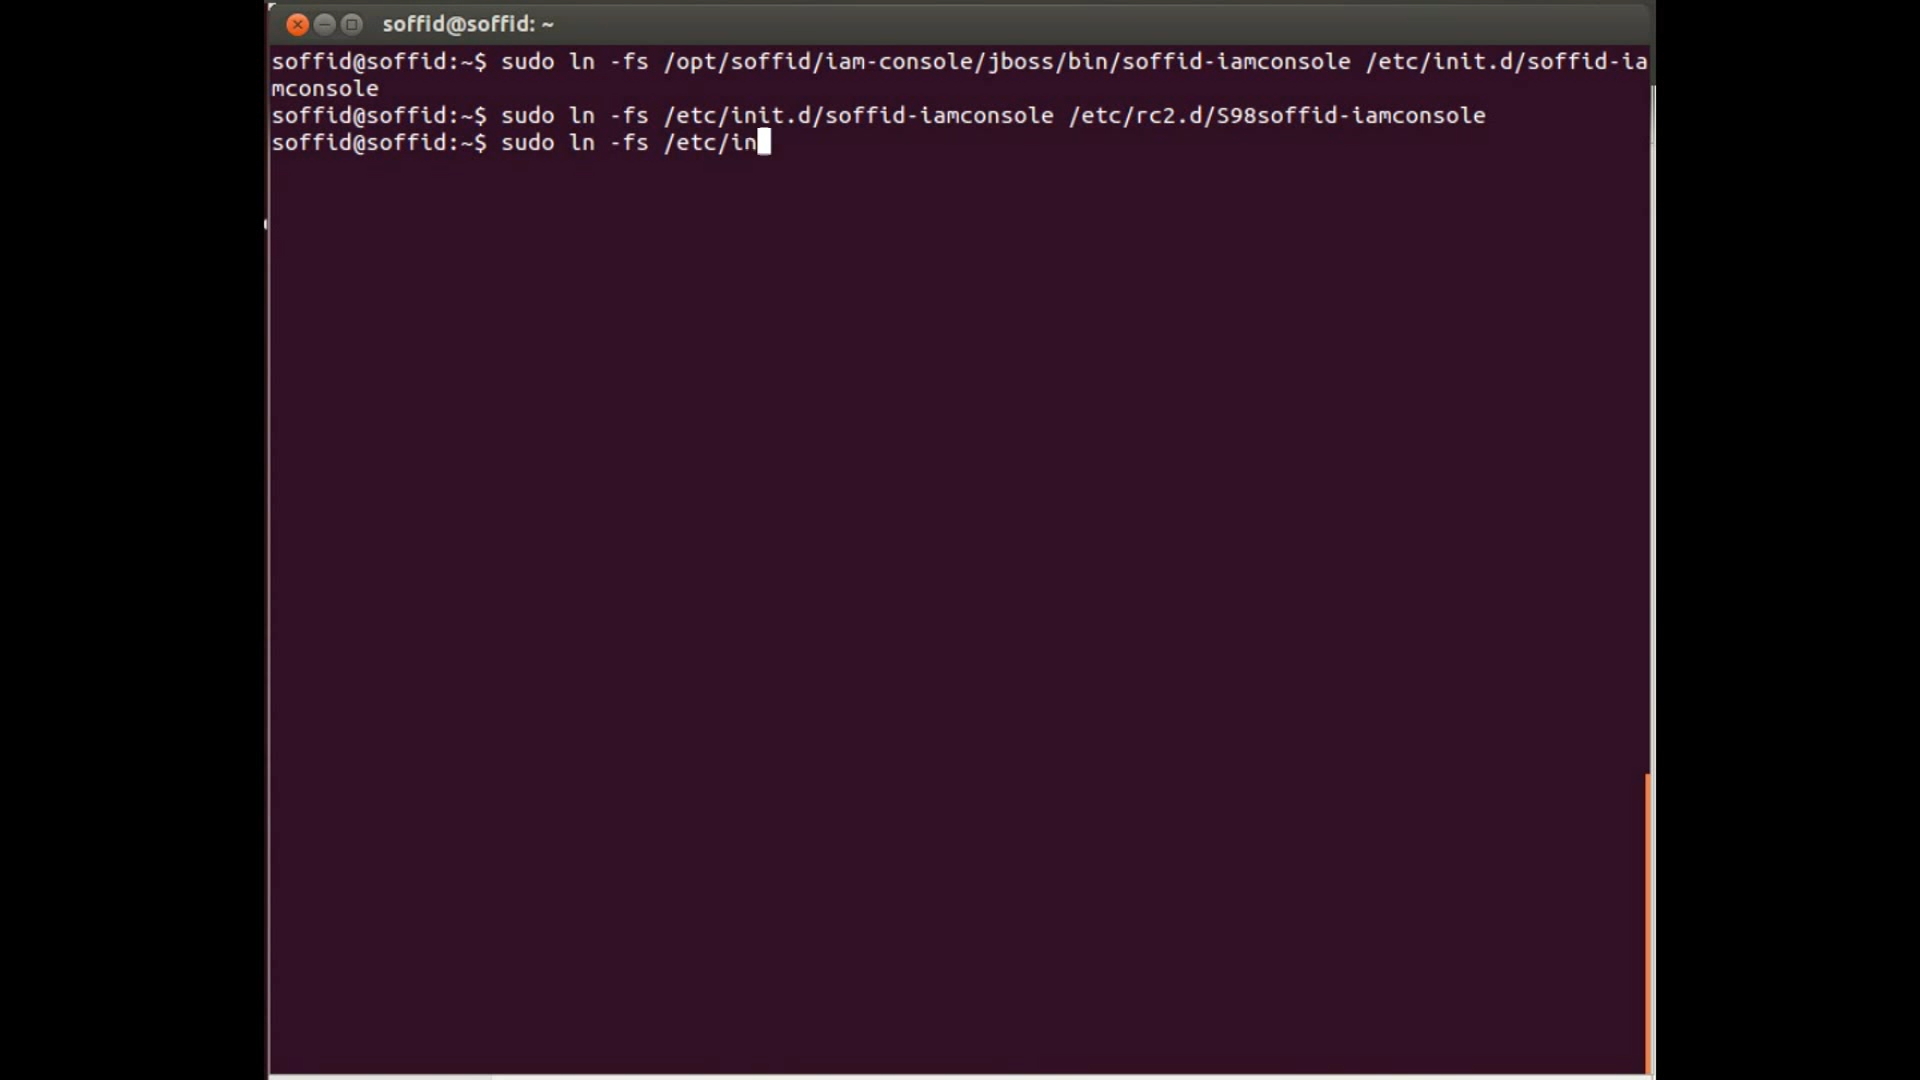 soffid@soffid: ~
soffid@soffid:~$ sudo ln -fs /opt/soffid/iam-console/jboss/bin/soffid-iamconsole /etc/init.d/soffid-ia
mconsole
soffid@soffid:~$ sudo ln -fs /etc/init.d/soffid-iamconsole /etc/rc2.d/S98soffid-iamconsole
soffid@soffid:~$ sudo ln -fs /etc/in